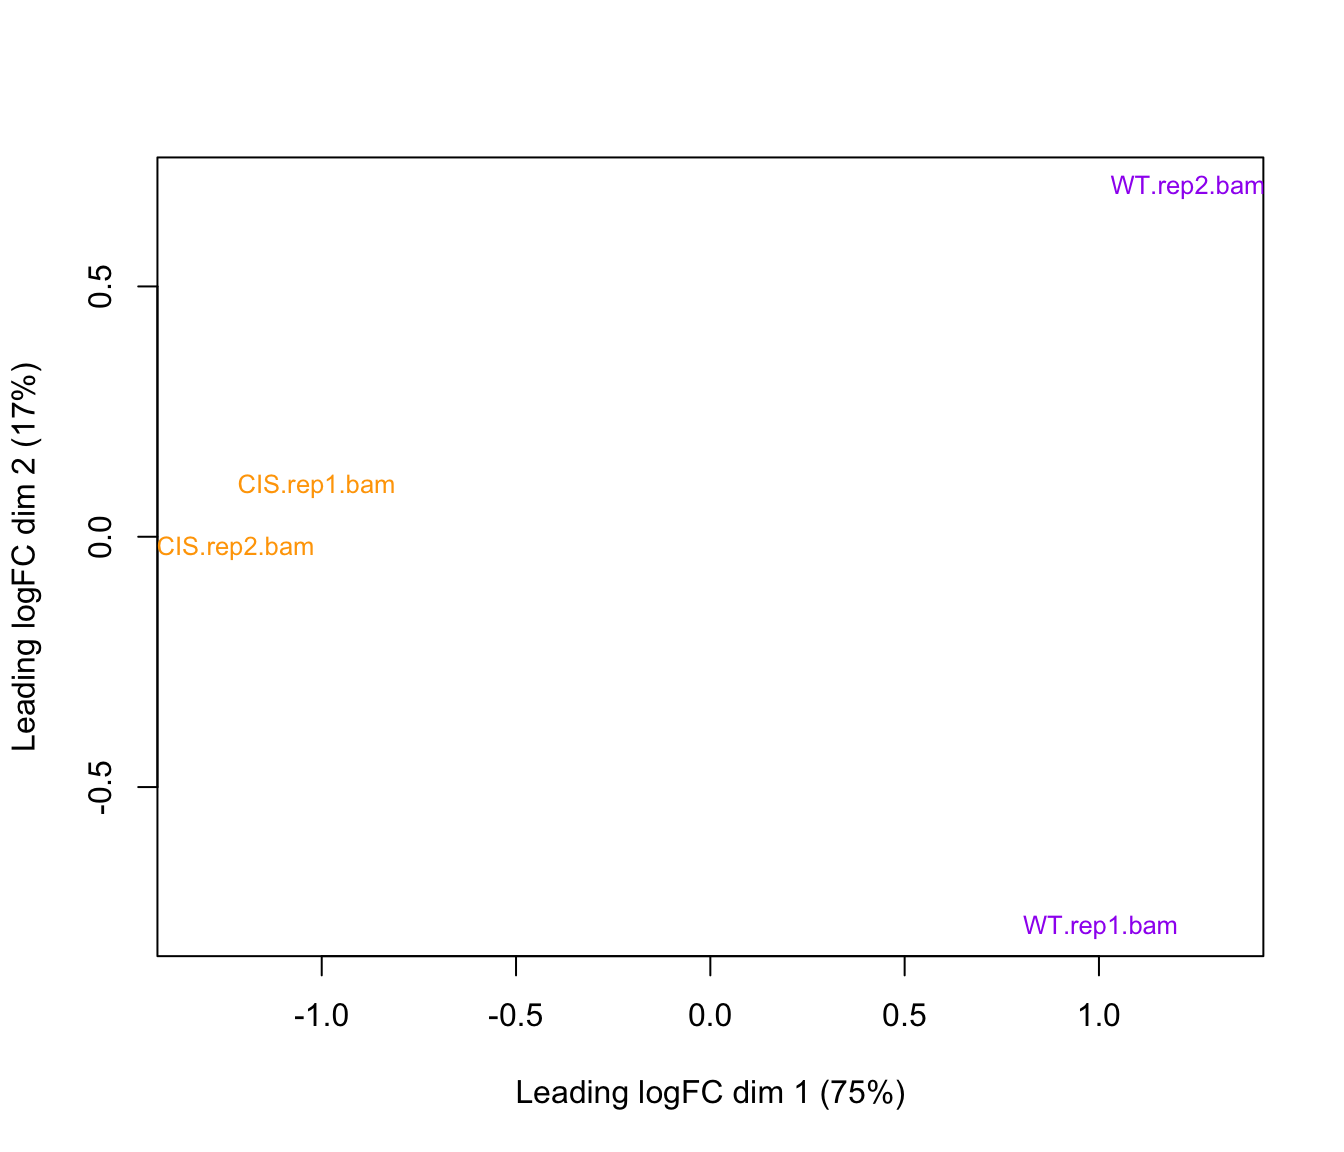 WT.rep2.bam
0.5
CIS.rep1.bam
0.0
CIS.rep2.bam
-0.5
WT.rep1.bam
Leading logFC dim 2 (17%)
-1.0 -0.5 0.0 0.5 1.0
Leading logFC dim 1 (75%)